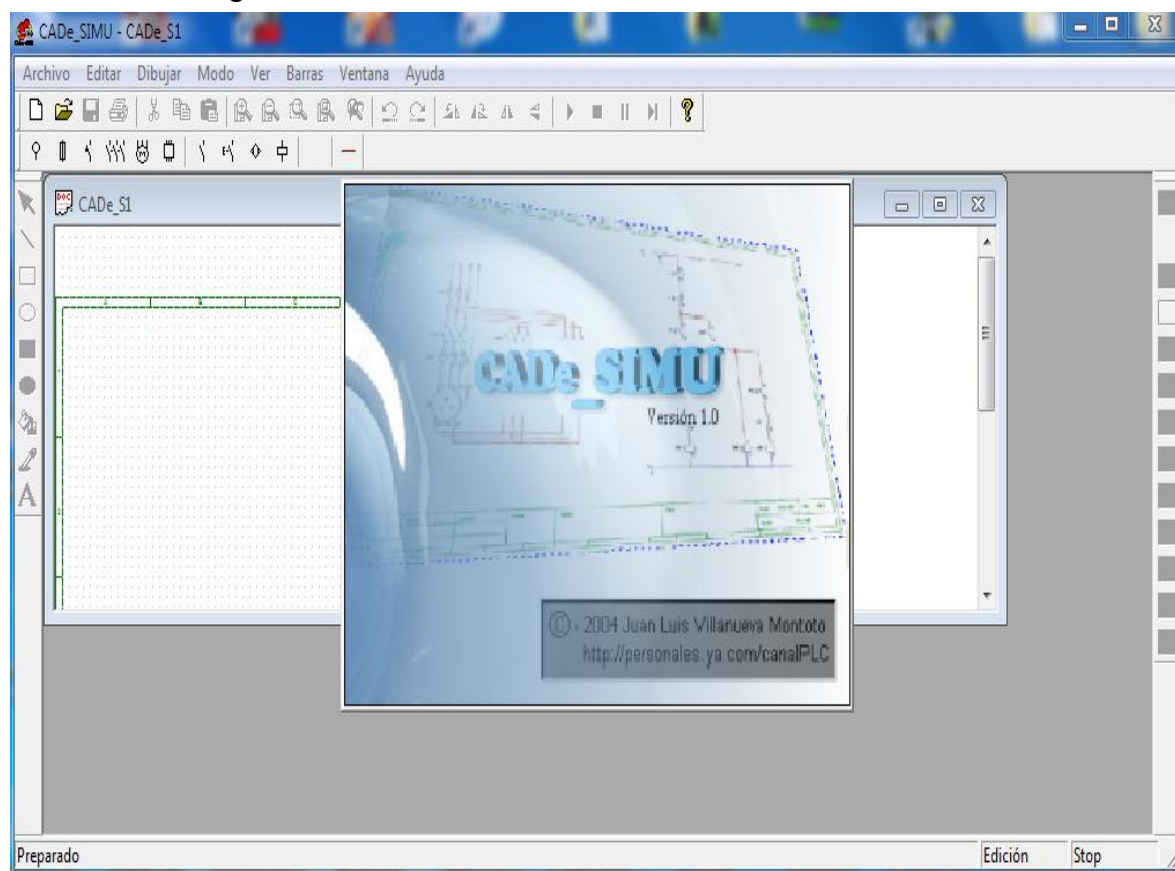 CADe_SIMU - CADe_S1
Archivo Editar Dibujar Modo Ver Barras Ventana Ayuda
CADe_S1
A B C
CADe_SIMU
Versión 1.0
© - 2004 Juan Luis Villanueva Montoto
http://personales.ya.com/canalPLC
A
Preparado Edición Stop